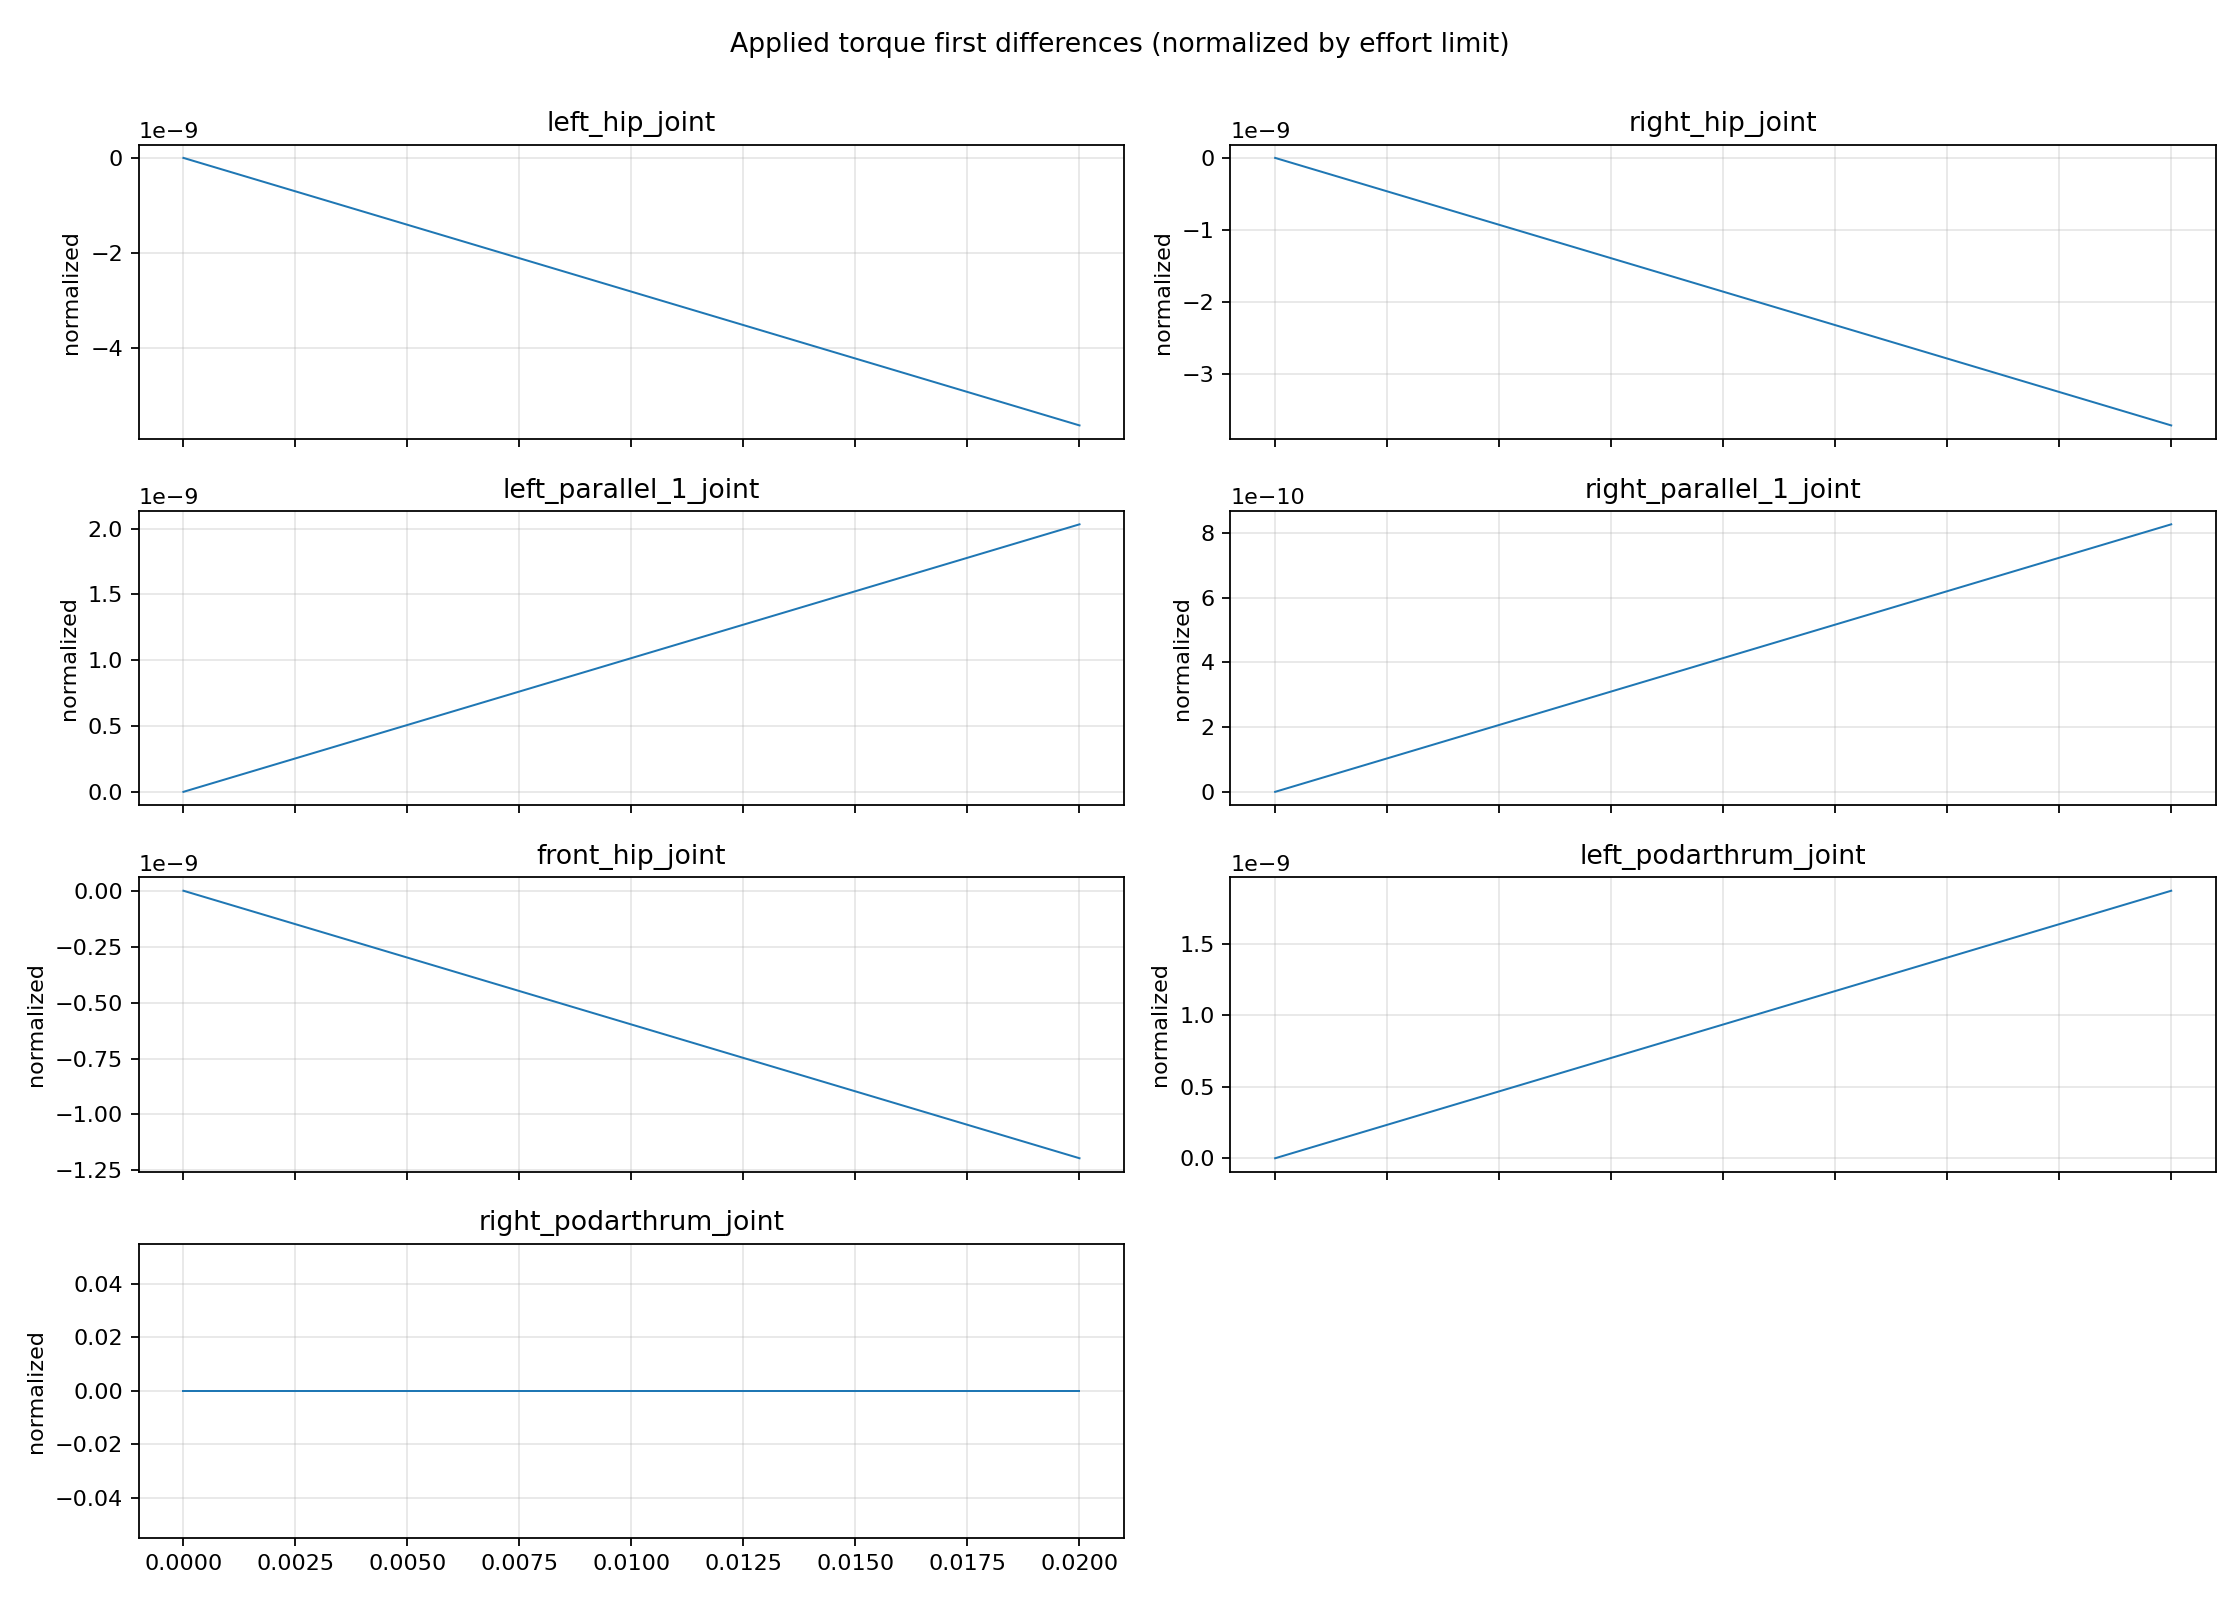 Applied torque first differences (normalized by effort limit)
left_hip_joint
1e−9
0
−2
−4
normalized
right_hip_joint
1e−9
0
−1
−2
−3
normalized
left_parallel_1_joint
1e−9
2.0
1.5
1.0
0.5
0.0
normalized
right_parallel_1_joint
1e−10
8
6
4
2
0
normalized
front_hip_joint
1e−9
0.00
−0.25
−0.50
−0.75
−1.00
−1.25
normalized
left_podarthrum_joint
1e−9
1.5
1.0
0.5
0.0
normalized
right_podarthrum_joint
0.04
0.02
0.00
−0.02
−0.04
normalized
0.0000 0.0025 0.0050 0.0075 0.0100 0.0125 0.0150 0.0175 0.0200